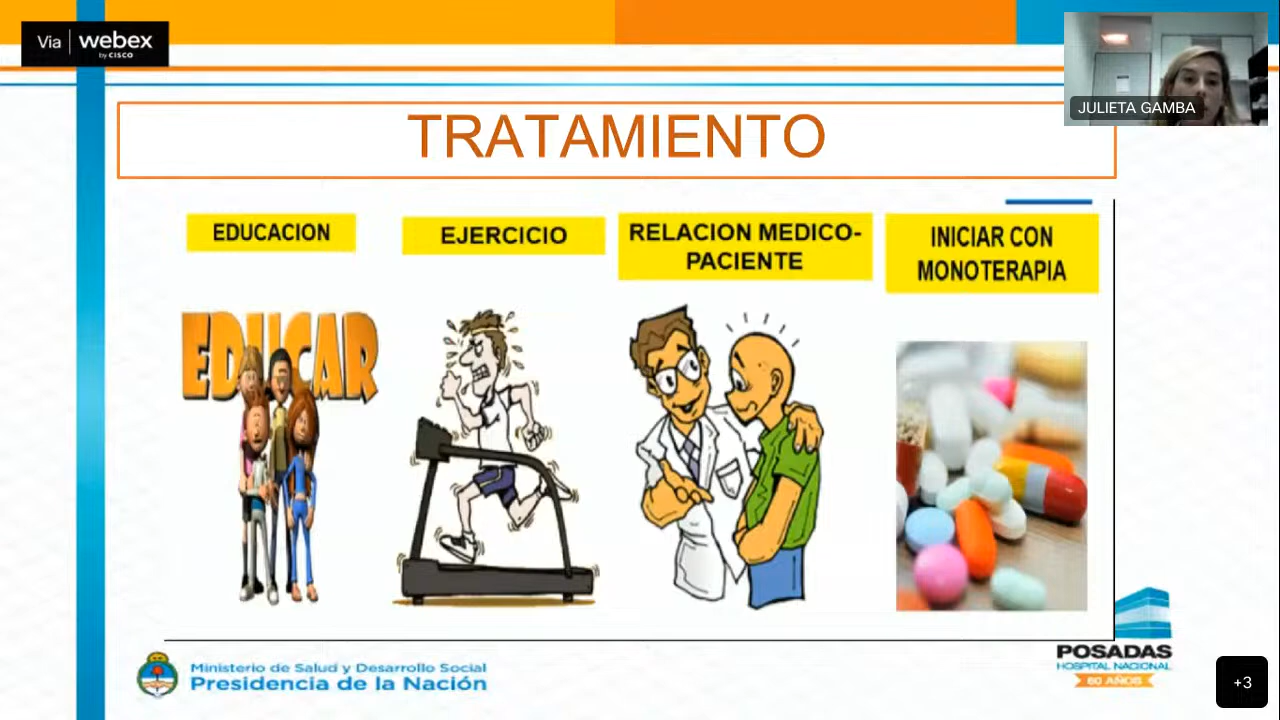 Via webex
by CISCO
JULIETA GAMBA
TRATAMIENTO
EDUCACION
EJERCICIO
RELACION MEDICO-
PACIENTE
INICIAR CON
MONOTERAPIA
EDUCAR
Ministerio de Salud y Desarrollo Social
Presidencia de la Nación
POSADAS
HOSPITAL NACIONAL
60 AÑOS
+3